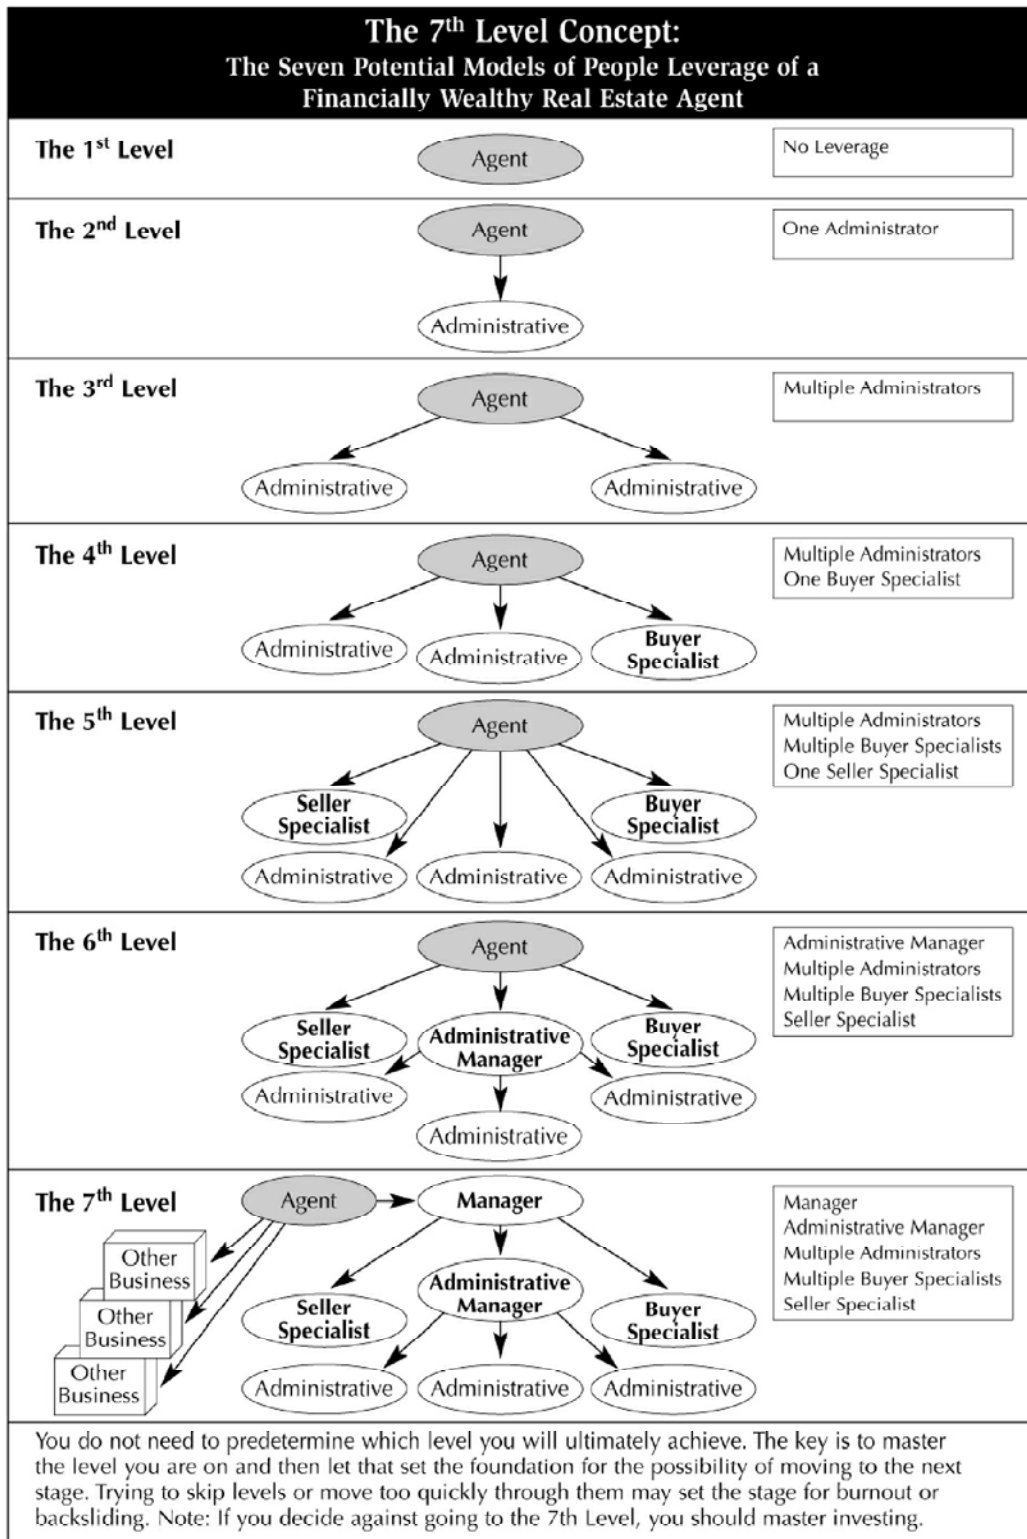 The 7th Level Concept:
The Seven Potential Models of People Leverage of a
Financially Wealthy Real Estate Agent
The 1st Level
Agent
No Leverage
The 2nd Level
Agent
One Administrator
Administrative
The 3rd Level
Agent
Multiple Administrators
Administrative
Administrative
The 4th Level
Agent
Multiple Administrators
One Buyer Specialist
Administrative
Administrative
Buyer
Specialist
The 5th Level
Agent
Multiple Administrators
Multiple Buyer Specialists
One Seller Specialist
Seller
Specialist
Buyer
Specialist
Administrative
Administrative
Administrative
The 6th Level
Agent
Administrative Manager
Multiple Administrators
Multiple Buyer Specialists
Seller Specialist
Seller
Specialist
Administrative
Manager
Buyer
Specialist
Administrative
Administrative
Administrative
The 7th Level
Agent
Manager
Manager
Administrative Manager
Multiple Administrators
Multiple Buyer Specialists
Seller Specialist
Other
Business
Other
Business
Other
Business
Seller
Specialist
Administrative
Manager
Buyer
Specialist
Administrative
Administrative
Administrative
You do not need to predetermine which level you will ultimately achieve. The key is to master
the level you are on and then let that set the foundation for the possibility of moving to the next
stage. Trying to skip levels or move too quickly through them may set the stage for burnout or
backsliding. Note: If you decide against going to the 7th Level, you should master investing.